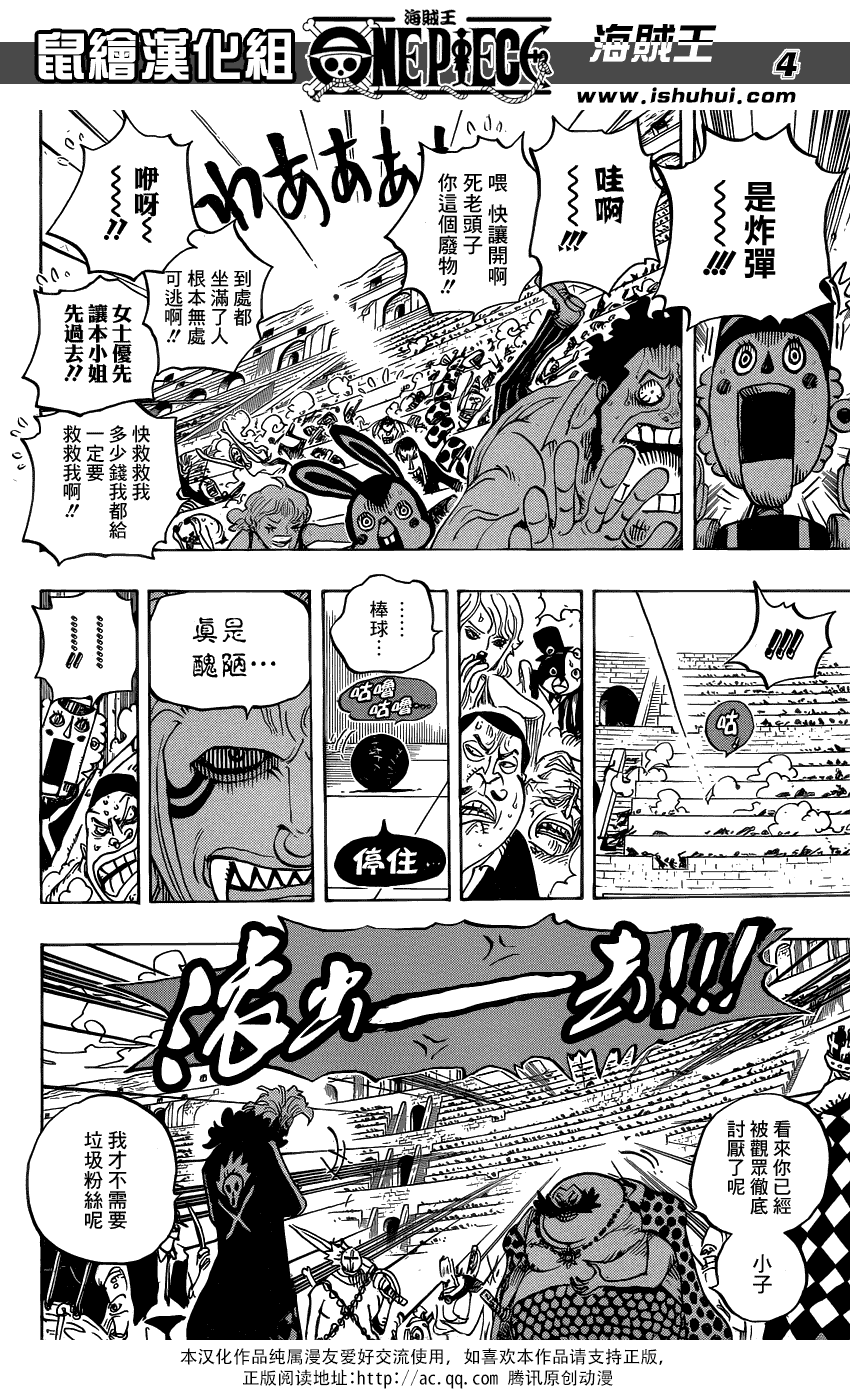 鼠繪漢化組
海賊王
ONE PIECE
海賊王
4
www.ishuhui.com
是炸彈
〜〜!!!
哇啊
〜〜!!!
喂 快讓開啊
死老頭子
你這個廢物!!
わぁぁぁぁ
咿呀〜
〜〜!!
到處都
坐滿了人
根本無處
可逃啊!!
女士優先
讓本小姐
先過去!!
快救救我
多少錢我都給
一定要
救救我啊!!
!!!
咕
……
棒球…
咕嚕
咕嚕…
停住…
真是
醜陋…
………!!
滾出——去!!!
看來你已經
被觀眾徹底
討厭了呢
小子
我才不需要
垃圾粉絲呢
本汉化作品纯属漫友爱好交流使用，如喜欢本作品请支持正版，
正版阅读地址:http://ac.qq.com 腾讯原创动漫